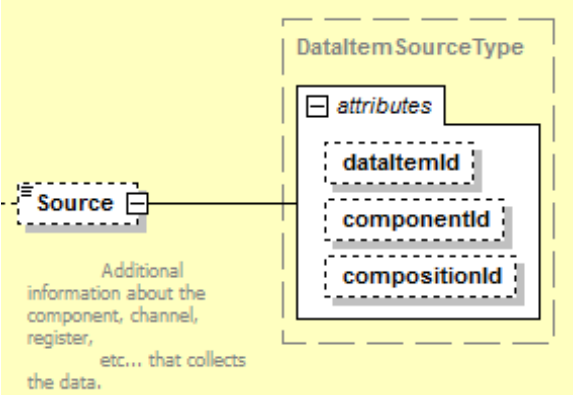 DataItemSourceType
attributes
dataItemId
Source
componentId
compositionId
Additional
information about the
component, channel,
register,
etc... that collects
the data.